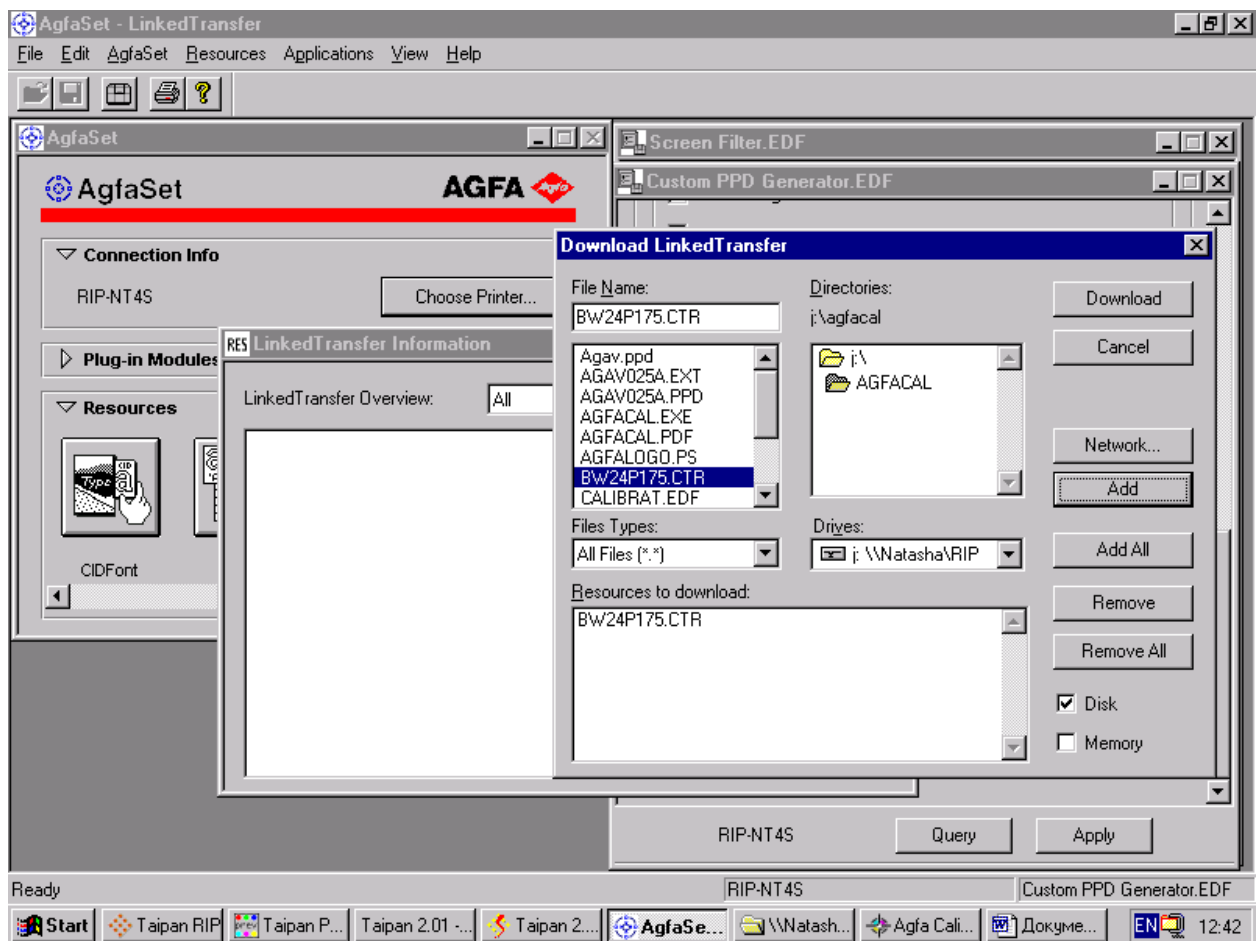 AgfaSet - LinkedTransfer
File Edit AgfaSet Resources Applications View Help
AgfaSet
AgfaSet
AGFA
Connection Info
RIP-NT4S
Choose Printer...
Plug-in Modules
Resources
CIDFont
Screen Filter.EDF
Custom PPD Generator.EDF
RES LinkedTransfer Information
LinkedTransfer Overview:
All
Download LinkedTransfer
File Name:
BW24P175.CTR
Agav.ppd
AGAV025A.EXT
AGAV025A.PPD
AGFACAL.EXE
AGFACAL.PDF
AGFALOGO.PS
BW24P175.CTR
CALIBRAT.EDF
Directories:
j:\agfacal
j:\
AGFACAL
Files Types:
All Files (*.*)
Drives:
j: \\Natasha\RIP
Resources to download:
BW24P175.CTR
Download
Cancel
Network...
Add
Add All
Remove
Remove All
Disk
Memory
RIP-NT4S
Query
Apply
Ready
RIP-NT4S
Custom PPD Generator.EDF
Start
Taipan RIP
Taipan P...
Taipan 2.01 -...
Taipan 2....
AgfaSe...
\\Natash...
Agfa Cali...
Докуме...
EN
12:42